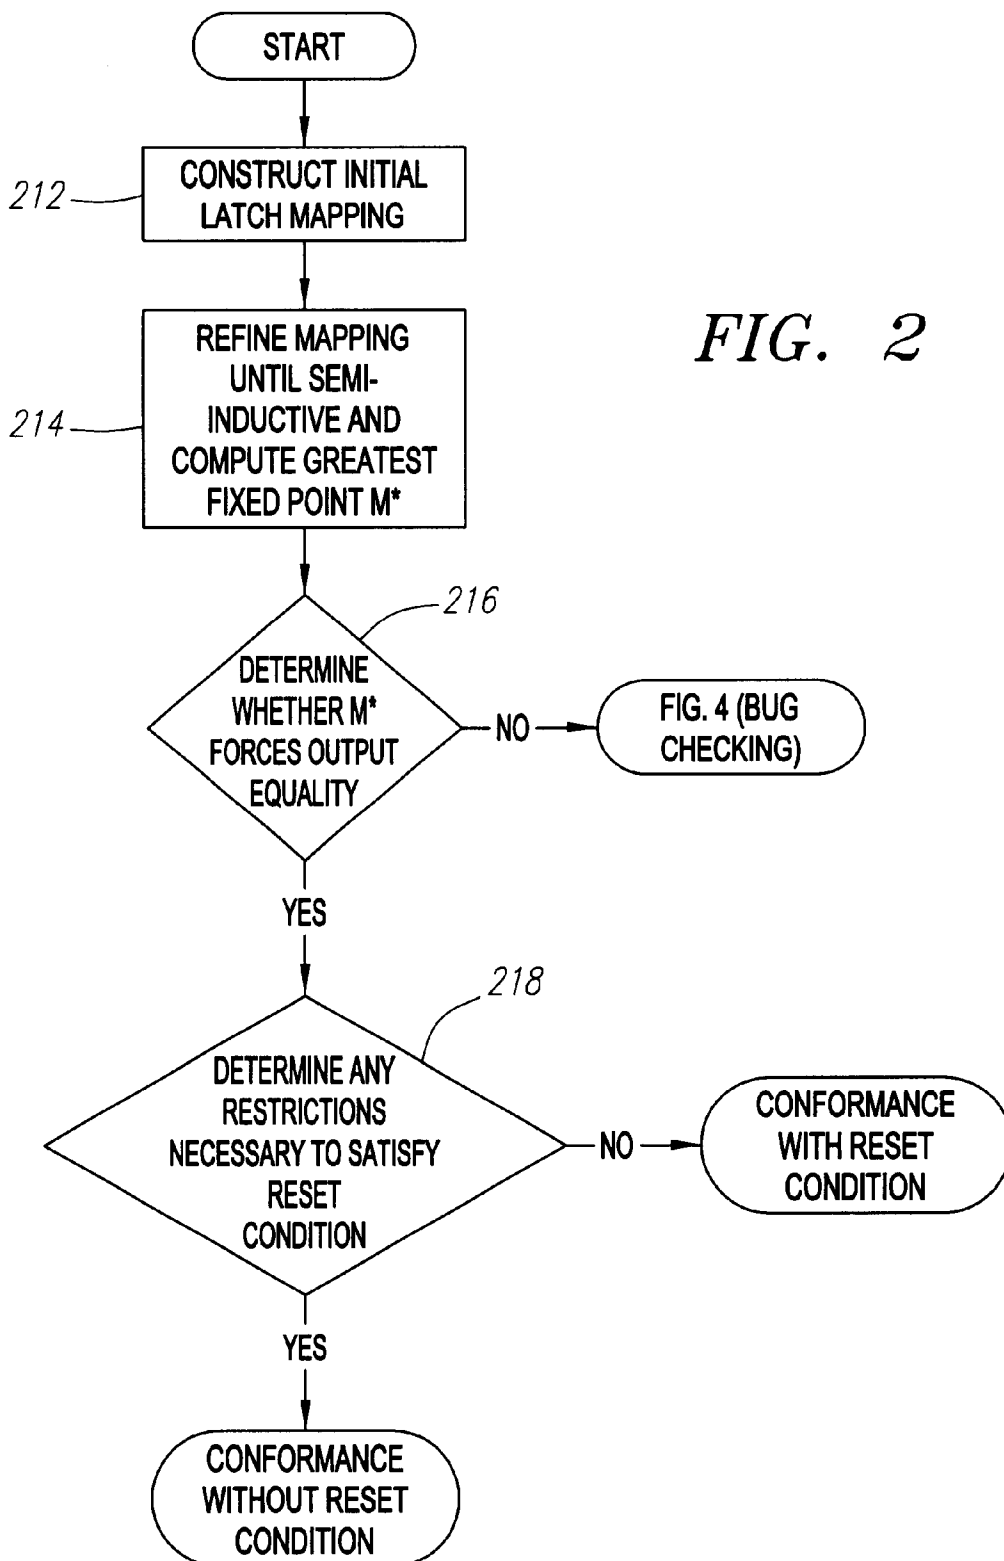 START
212
CONSTRUCT INITIAL
LATCH MAPPING
FIG. 2
214
REFINE MAPPING
UNTIL SEMI-
INDUCTIVE AND
COMPUTE GREATEST
FIXED POINT M*
216
DETERMINE
WHETHER M*
FORCES OUTPUT
EQUALITY
NO
FIG. 4 (BUG
CHECKING)
YES
218
DETERMINE ANY
RESTRICTIONS
NECESSARY TO SATISFY
RESET
CONDITION
NO
CONFORMANCE
WITH RESET
CONDITION
YES
CONFORMANCE
WITHOUT RESET
CONDITION